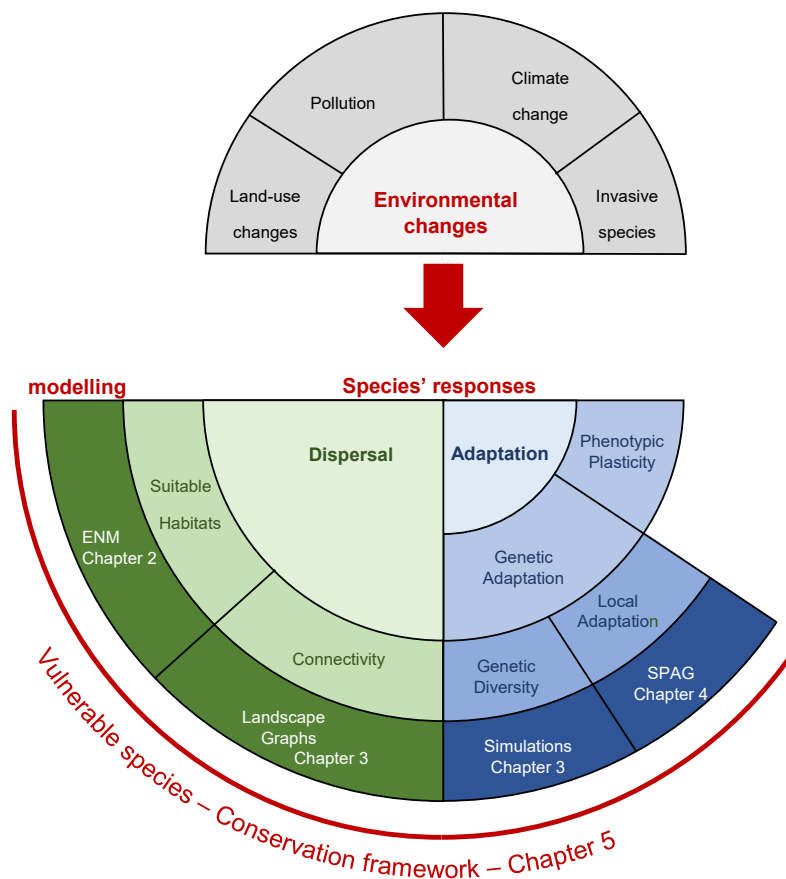 Pollution
Climate
change
Land-use
changes
Environmental
changes
Invasive
species
modelling
Species' responses
Dispersal
Adaptation
Phenotypic
Plasticity
Suitable
Habitats
ENM
Chapter 2
Genetic
Adaptation
Local
Adaptation
Connectivity
Genetic
Diversity
SPAG
Chapter 4
Landscape
Graphs
Chapter 3
Simulations
Chapter 3
Vulnerable species – Conservation framework – Chapter 5